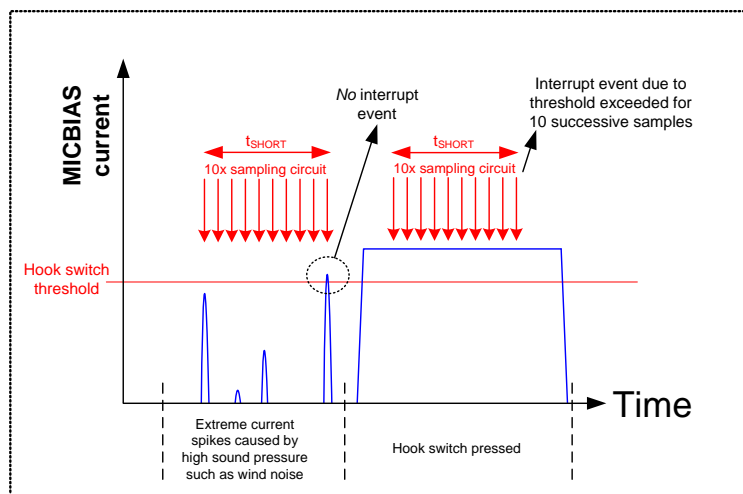 MICBIAS
current
No interrupt
event
Interrupt event due to
threshold exceeded for
10 successive samples
tSHORT
10x sampling circuit
tSHORT
10x sampling circuit
Hook switch
threshold
Time
Extreme current
spikes caused by
high sound pressure
such as wind noise
Hook switch pressed